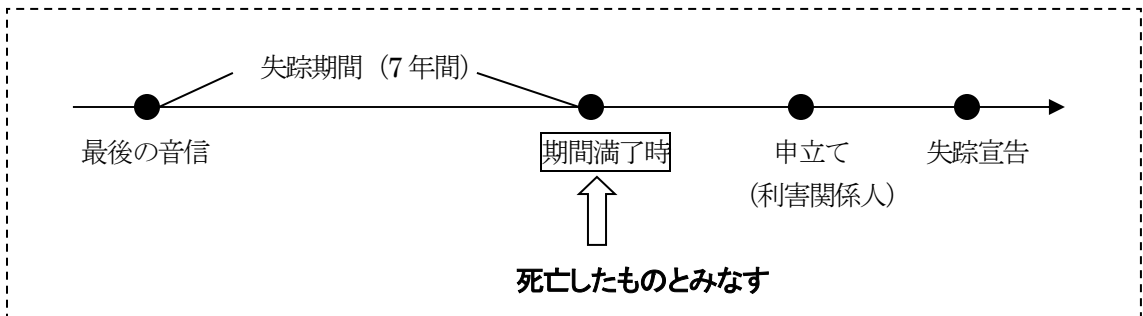 失踪期間（7 年間）
最後の音信
期間満了時
申立て
失踪宣告
（利害関係人）
死亡したものとみなす